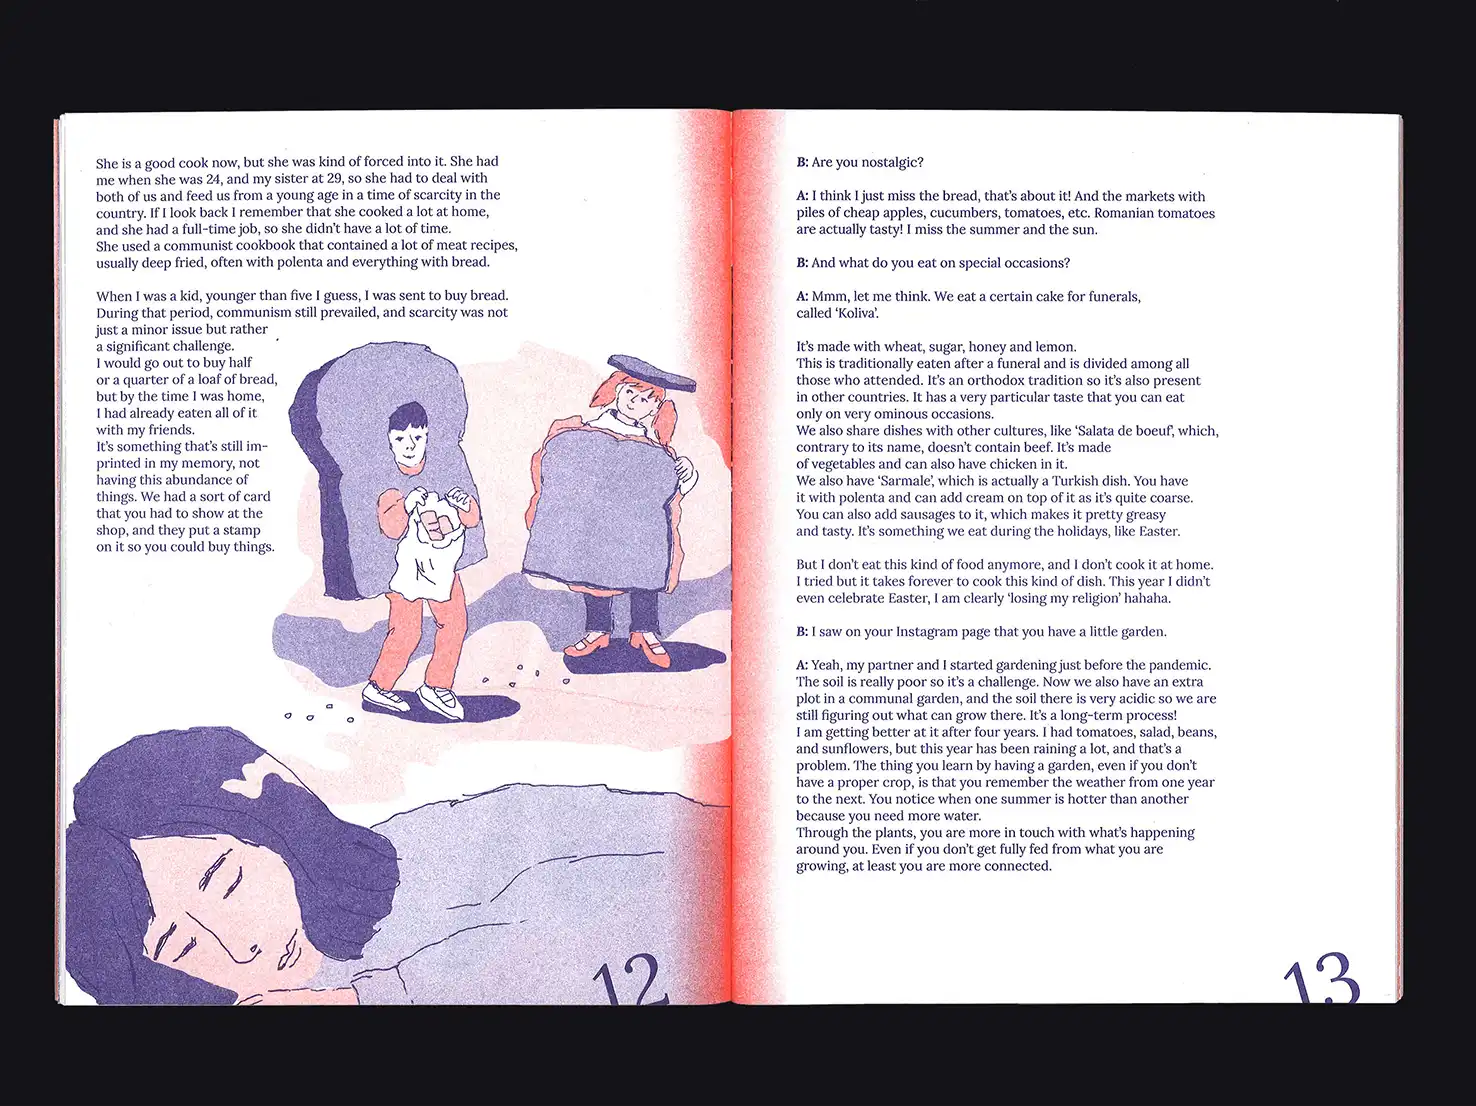 She is a good cook now, but she was kind of forced into it. She had
me when she was 24, and my sister at 29, so she had to deal with
both of us and feed us from a young age in a time of scarcity in the
country. If I look back I remember that she cooked a lot at home,
and she had a full-time job, so she didn't have a lot of time.
She used a communist cookbook that contained a lot of meat recipes,
usually deep fried, often with polenta and everything with bread.
When I was a kid, younger than five I guess, I was sent to buy bread.
During that period, communism still prevailed, and scarcity was not
just a minor issue but rather
a significant challenge.
I would go out to buy half
or a quarter of a loaf of bread,
but by the time I was home,
I had already eaten all of it
with my friends.
It's something that's still im-
printed in my memory, not
having this abundance of
things. We had a sort of card
that you had to show at the
shop, and they put a stamp
on it so you could buy things.
12
B: Are you nostalgic?
A: I think I just miss the bread, that's about it! And the markets with
piles of cheap apples, cucumbers, tomatoes, etc. Romanian tomatoes
are actually tasty! I miss the summer and the sun.
B: And what do you eat on special occasions?
A: Mmm, let me think. We eat a certain cake for funerals,
called 'Koliva'.
It's made with wheat, sugar, honey and lemon.
This is traditionally eaten after a funeral and is divided among all
those who attended. It's an orthodox tradition so it's also present
in other countries. It has a very particular taste that you can eat
only on very ominous occasions.
We also share dishes with other cultures, like 'Salata de boeuf', which,
contrary to its name, doesn't contain beef. It's made
of vegetables and can also have chicken in it.
We also have 'Sarmale', which is actually a Turkish dish. You have
it with polenta and can add cream on top of it as it's quite coarse.
You can also add sausages to it, which makes it pretty greasy
and tasty. It's something we eat during the holidays, like Easter.
But I don't eat this kind of food anymore, and I don't cook it at home.
I tried but it takes forever to cook this kind of dish. This year I didn't
even celebrate Easter, I am clearly 'losing my religion' hahaha.
B: I saw on your Instagram page that you have a little garden.
A: Yeah, my partner and I started gardening just before the pandemic.
The soil is really poor so it's a challenge. Now we also have an extra
plot in a communal garden, and the soil there is very acidic so we are
still figuring out what can grow there. It's a long-term process!
I am getting better at it after four years. I had tomatoes, salad, beans,
and sunflowers, but this year has been raining a lot, and that's a
problem. The thing you learn by having a garden, even if you don't
have a proper crop, is that you remember the weather from one year
to the next. You notice when one summer is hotter than another
because you need more water.
Through the plants, you are more in touch with what's happening
around you. Even if you don't get fully fed from what you are
growing, at least you are more connected.
13